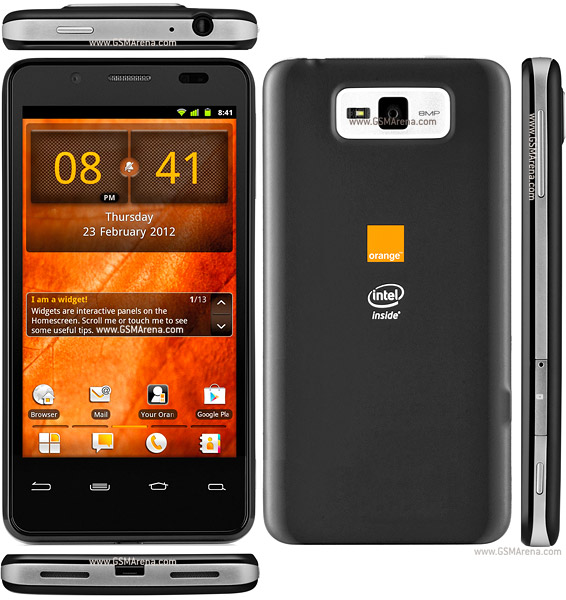 www.GSMArena.com
8:41
08 41
PM
Thursday
23 February 2012
I am a widget! 1/13
Widgets are interactive panels on the
Homescreen. Scroll me or touch me to see
some useful tips. www.GSMArena.com
Browser Mail Your Oran Google Pla
www.GSMArena.com
8MP
www.GSMArena.com
orange
intel
inside
www.GSMArena.com
www.GSMArena.com